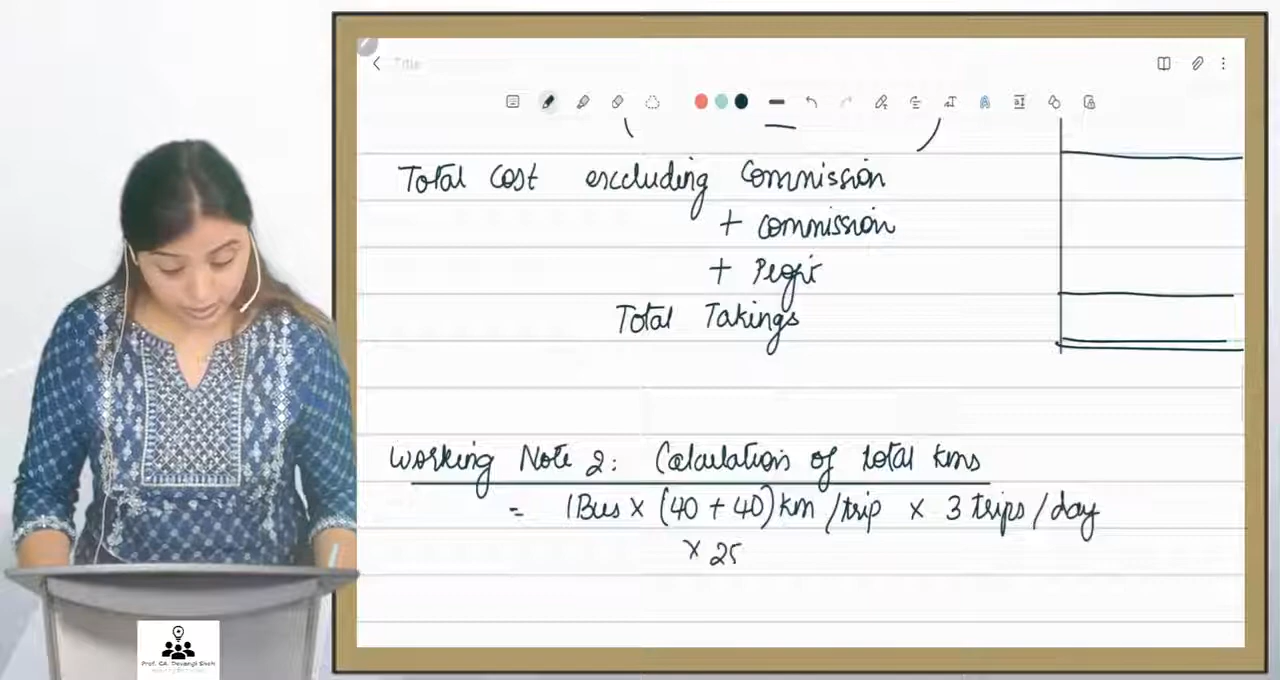 Title
Total Cost excluding Commission
+ Commission
+ Profit
Total Takings
Working Note 2: Calculation of total kms
= 1Bus × (40 + 40) km /trip × 3 trips / day
× 25
Prof. CA. Devangi Shah